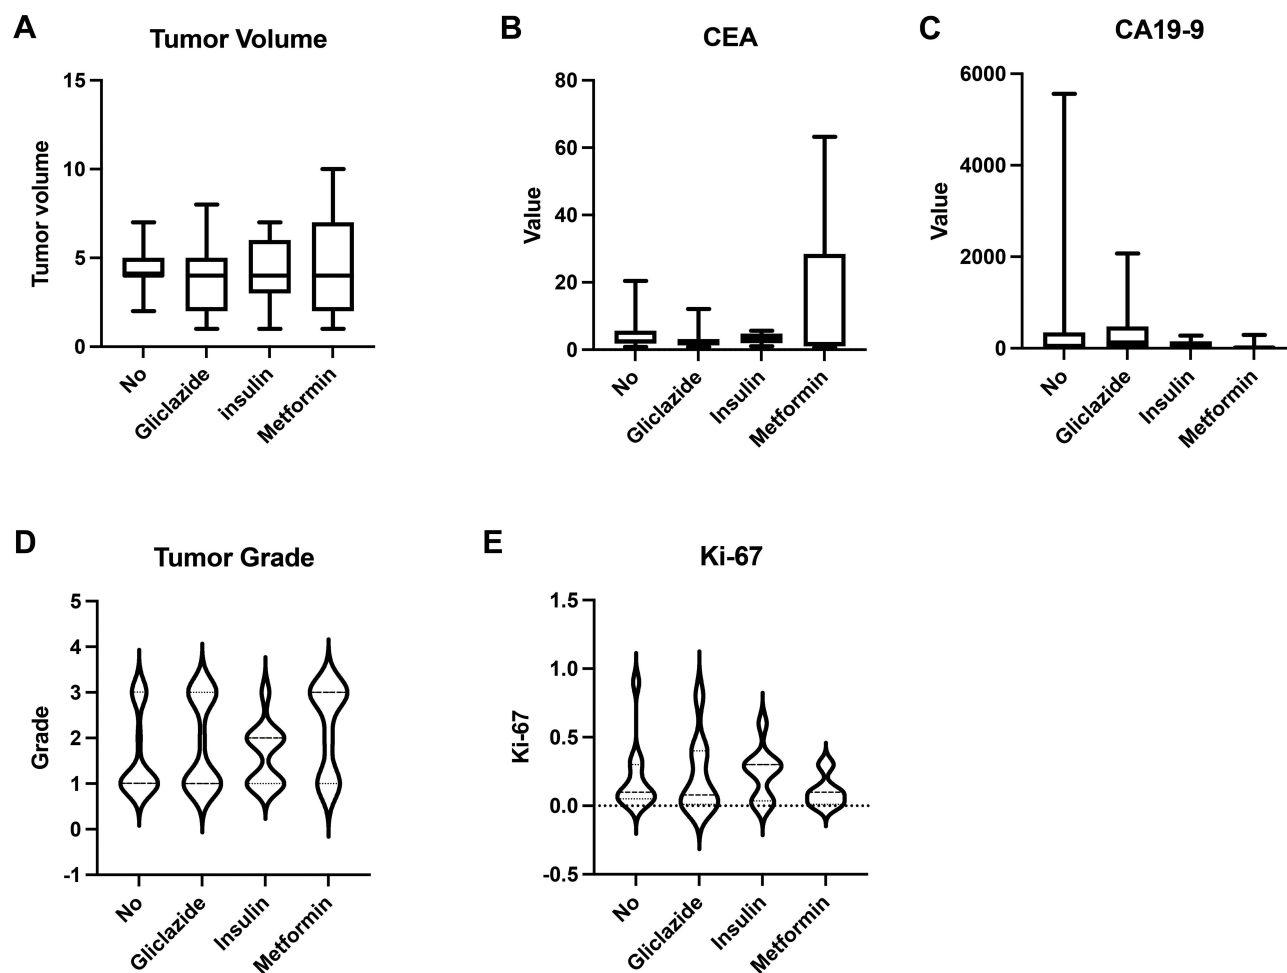 A
Tumor Volume
Tumor volume
15
10
5
0
No
Gliclazide
insulin
Metformin
B
CEA
Value
80
60
40
20
0
No
Gliclazide
Insulin
Metformin
C
CA19-9
Value
6000
4000
2000
0
No
Gliclazide
Insulin
Metformin
D
Tumor Grade
Grade
5
4
3
2
1
0
-1
No
Gliclazide
Insulin
Metformin
E
Ki-67
Ki-67
1.5
1.0
0.5
0.0
-0.5
No
Gliclazide
Insulin
Metformin